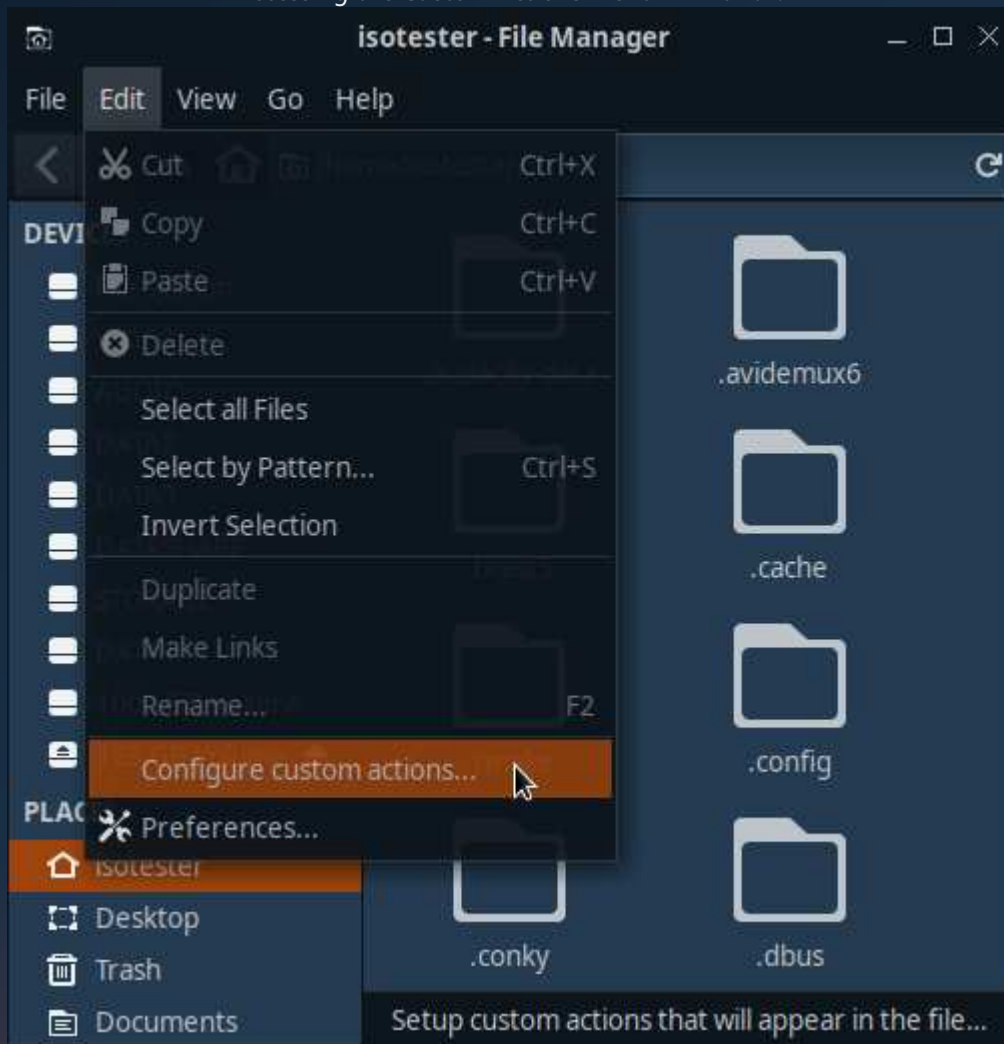 isotester - File Manager
File Edit View Go Help
Cut Ctrl+X
Copy Ctrl+C
Paste Ctrl+V
Delete
Select all Files
Select by Pattern... Ctrl+S
Invert Selection
Duplicate
Make Links
Rename... F2
Configure custom actions...
Preferences...
DEVI
PLAC
isotester
Desktop
Trash
Documents
.avidemux6
.cache
.config
.conky .dbus
Setup custom actions that will appear in the file...